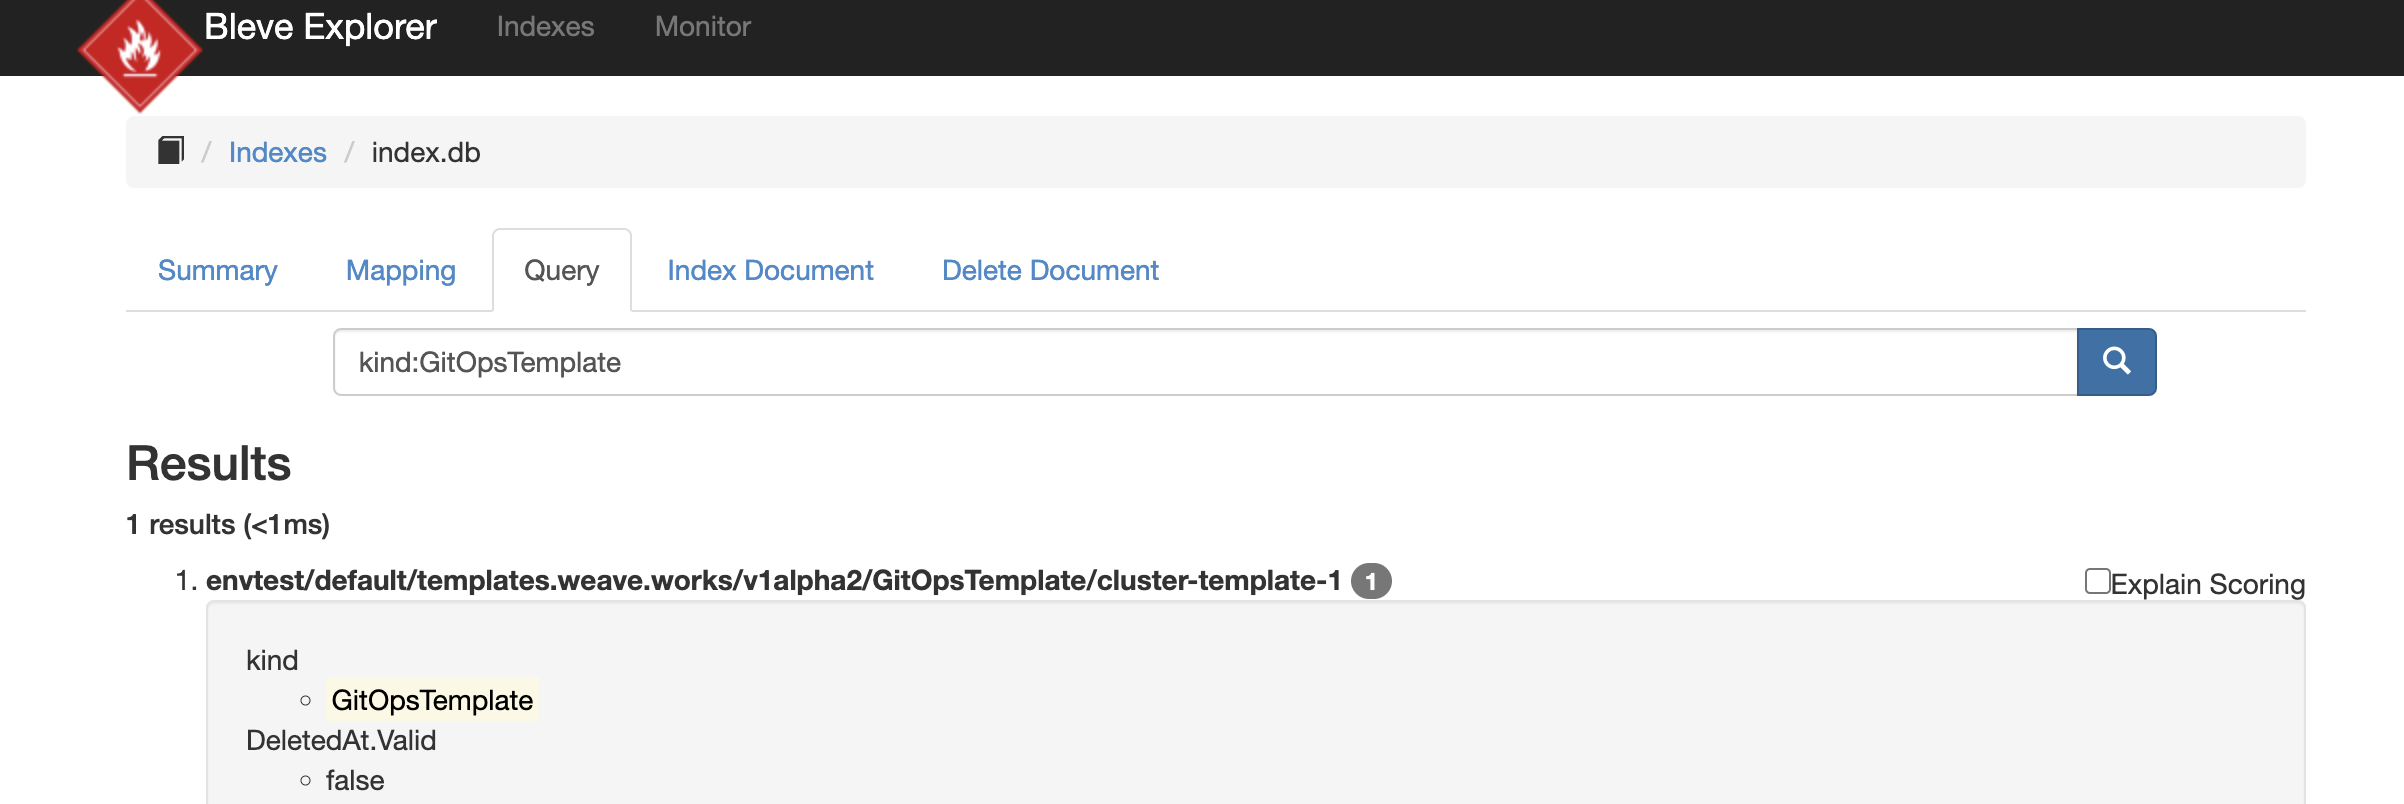 Bleve Explorer Indexes Monitor
/ Indexes / index.db
Summary Mapping Query Index Document Delete Document
kind:GitOpsTemplate
Results
1 results (<1ms)
1. envtest/default/templates.weave.works/v1alpha2/GitOpsTemplate/cluster-template-1 1 Explain Scoring
kind
GitOpsTemplate
DeletedAt.Valid
false